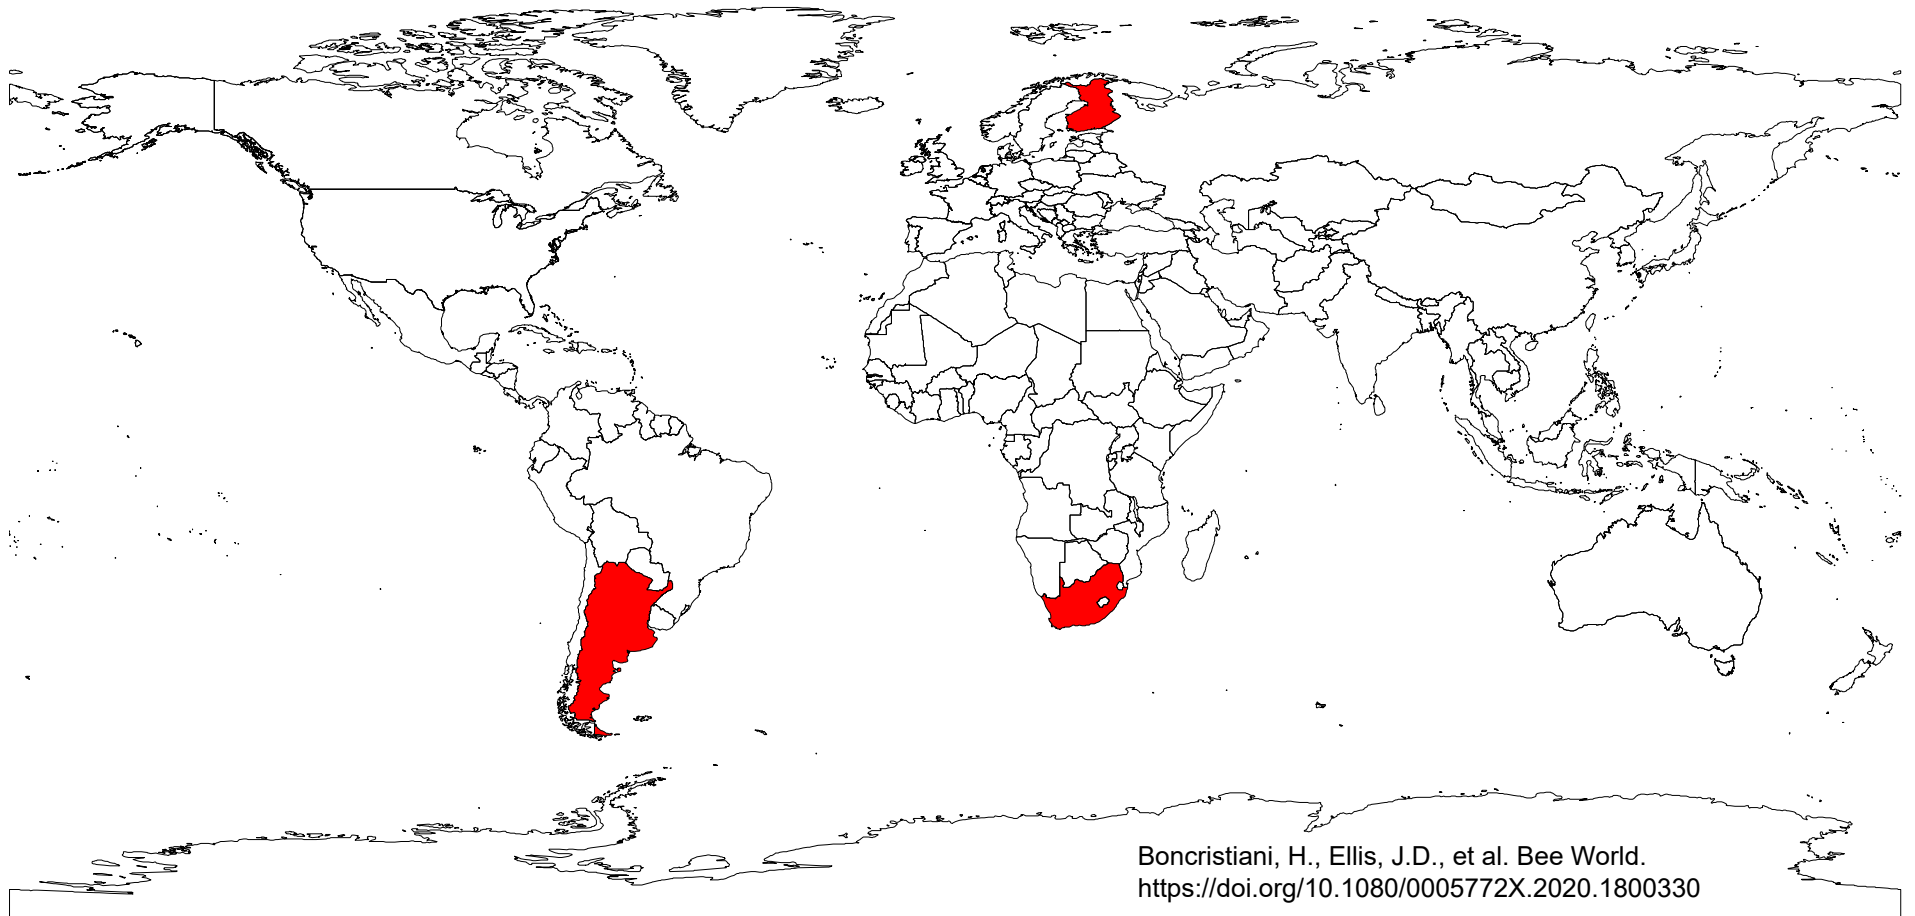 Boncristiani, H., Ellis, J.D., et al. Bee World.
https://doi.org/10.1080/0005772X.2020.1800330